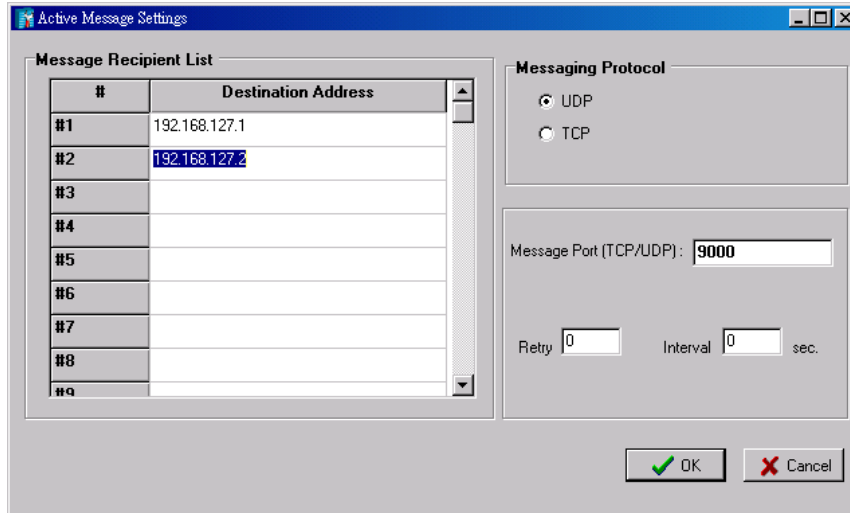 Active Message Settings
Message Recipient List
# Destination Address
#1 192.168.127.1
#2 192.168.127.2
#3
#4
#5
#6
#7
#8
#9
Messaging Protocol
UDP
TCP
Message Port (TCP/UDP) : 9000
Retry 0 Interval 0 sec.
OK Cancel